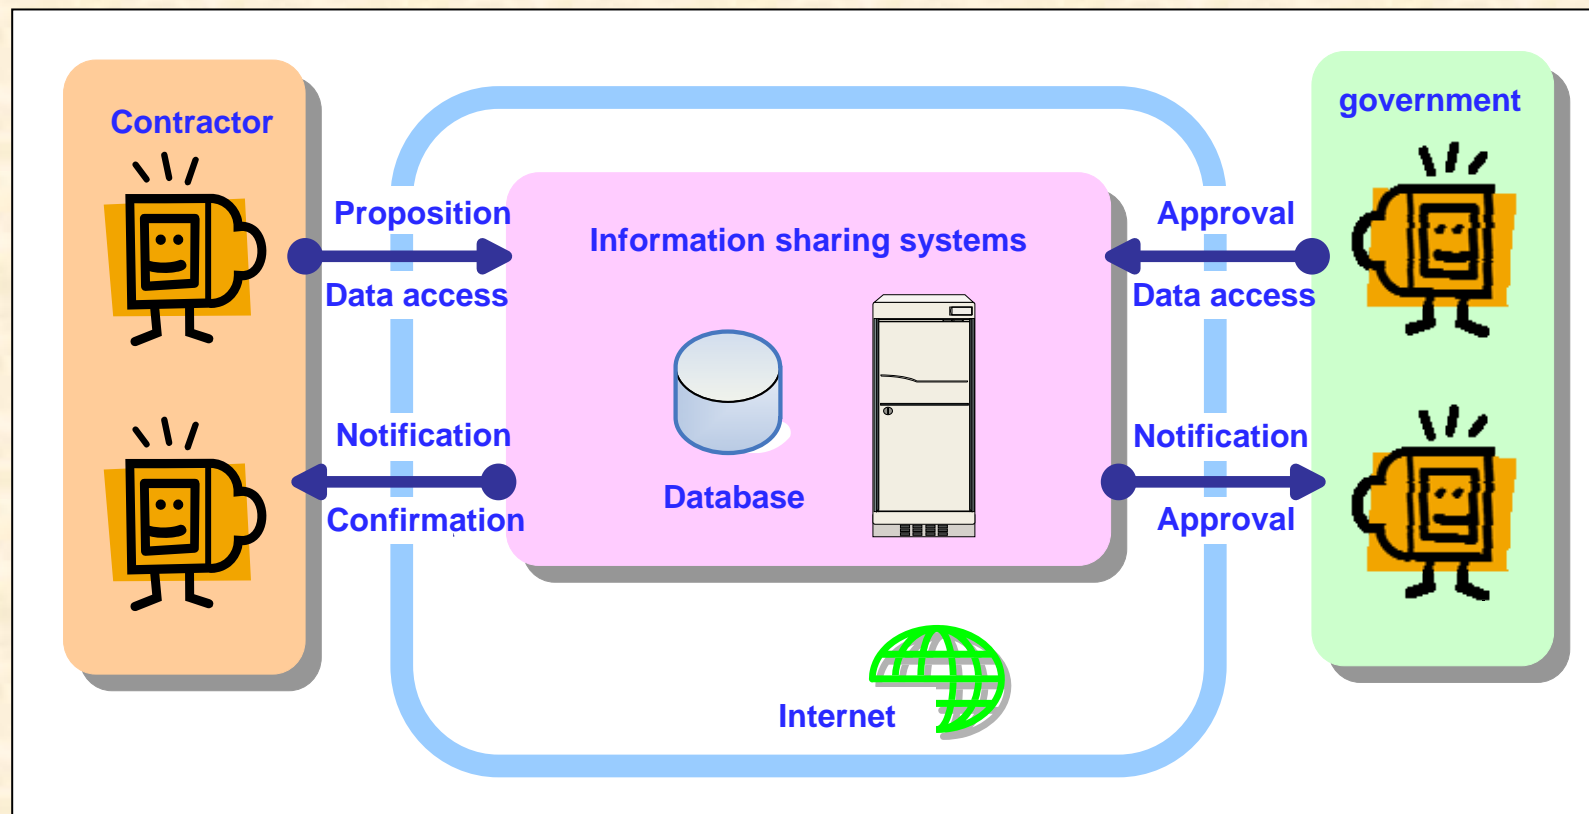 Contractor
government
Proposition
Data access
Information sharing systems
Approval
Data access
Notification
Confirmation
Database
Notification
Approval
Internet